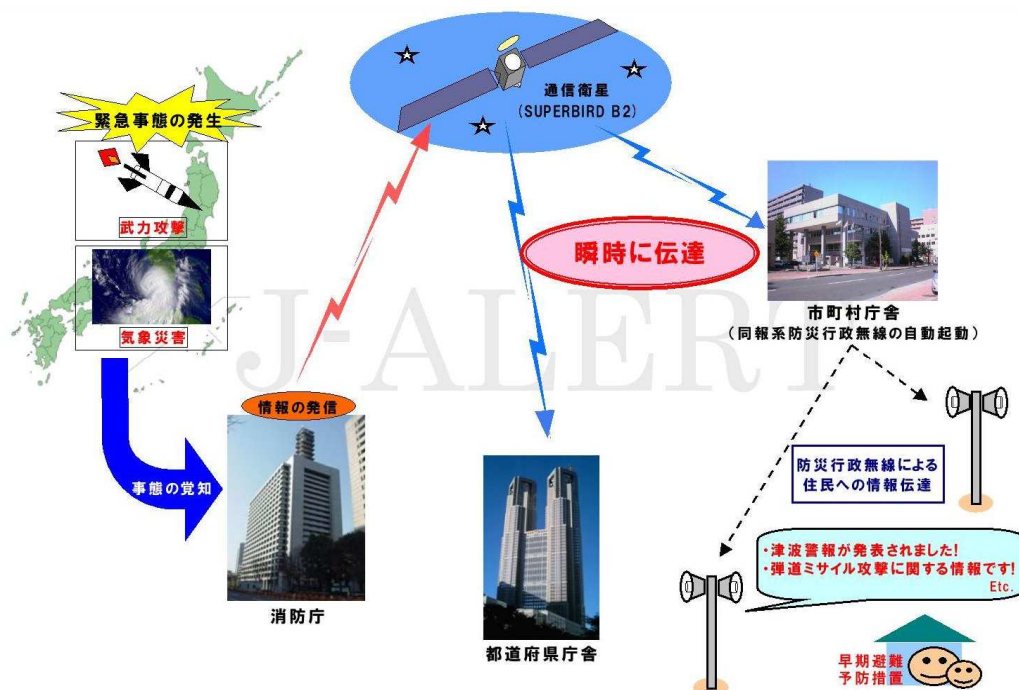 緊急事態の発生
武力攻撃
気象災害
事態の覚知
情報の発信
消防庁
通信衛星
(SUPERBIRD B2)
瞬時に伝達
J-ALERT
都道府県庁舎
市町村庁舎
(同報系防災行政無線の自動起動)
防災行政無線による
住民への情報伝達
・津波警報が発表されました!
・弾道ミサイル攻撃に関する情報です!
Etc.
早期避難
予防措置